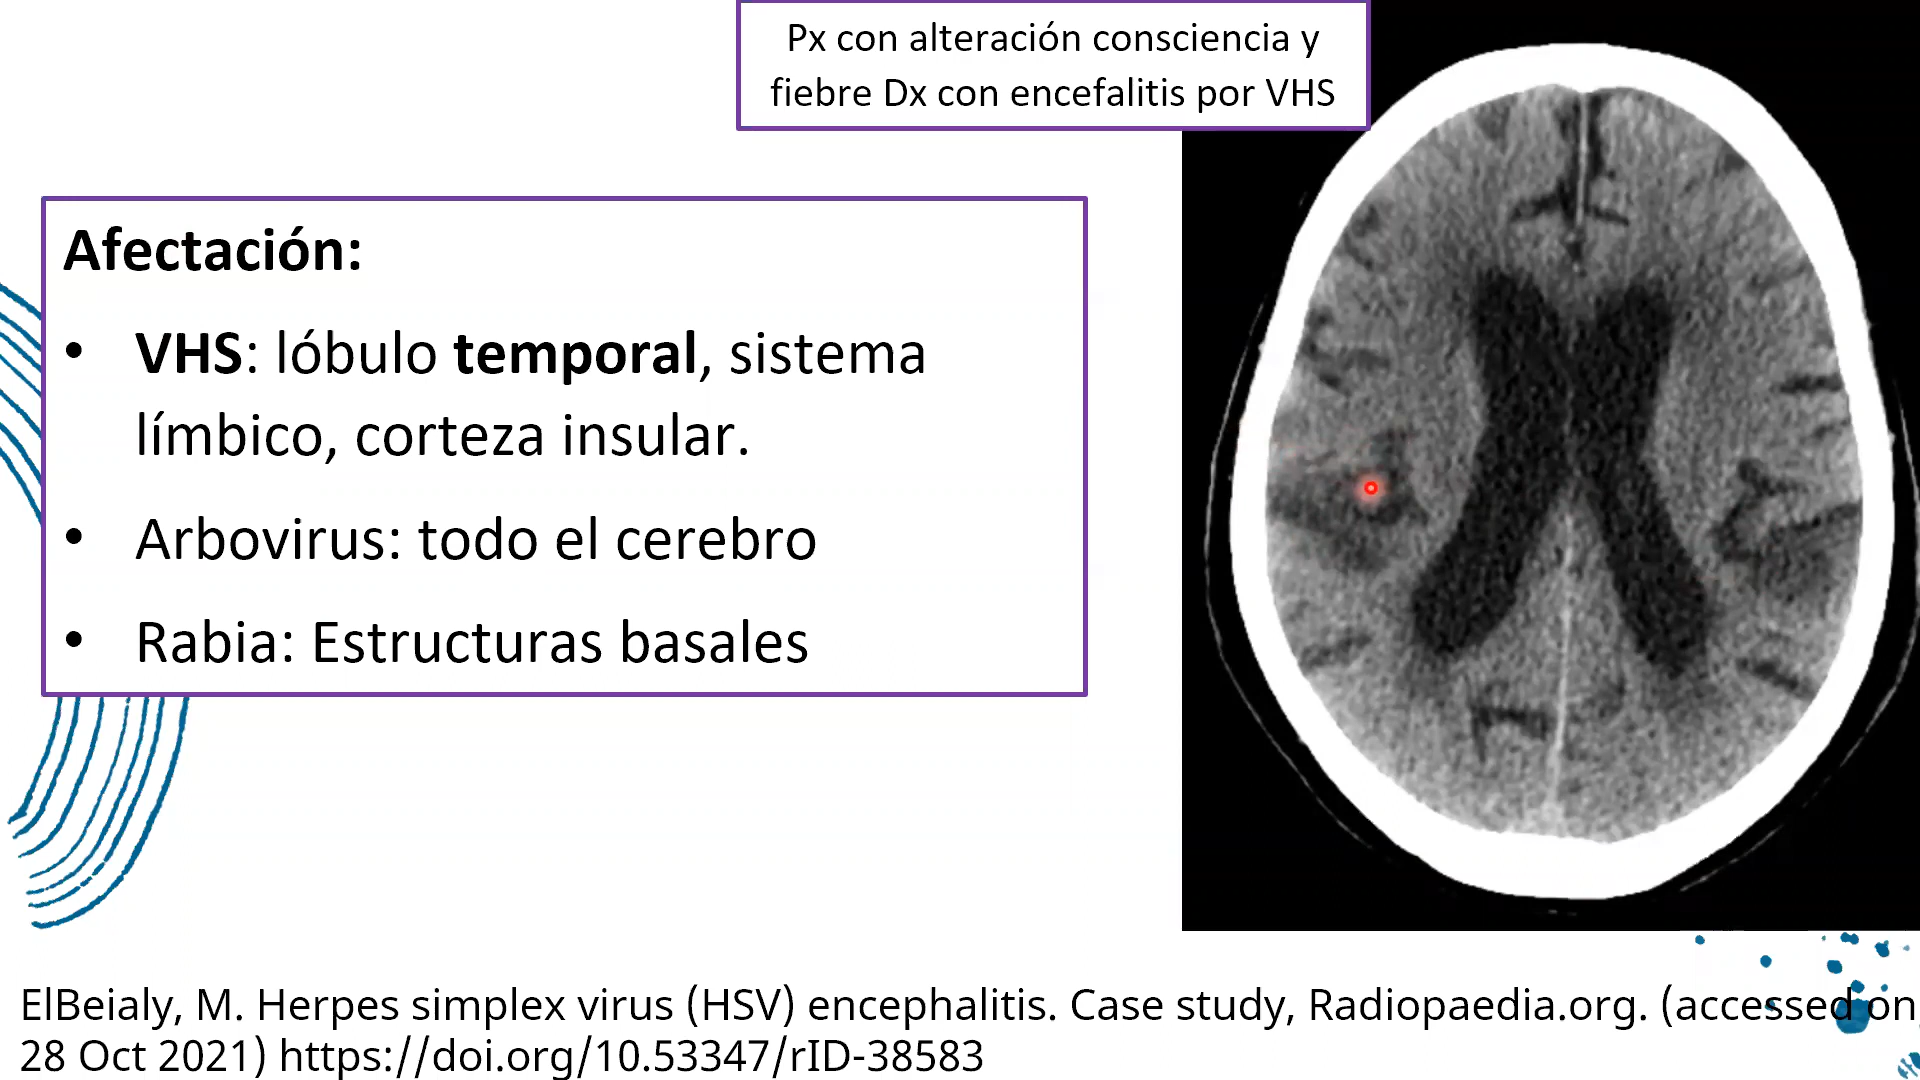 Px con alteración consciencia y
fiebre Dx con encefalitis por VHS
Afectación:
• VHS: lóbulo temporal, sistema
límbico, corteza insular.
• Arbovirus: todo el cerebro
• Rabia: Estructuras basales
ElBeialy, M. Herpes simplex virus (HSV) encephalitis. Case study, Radiopaedia.org. (accessed on
28 Oct 2021) https://doi.org/10.53347/rID-38583